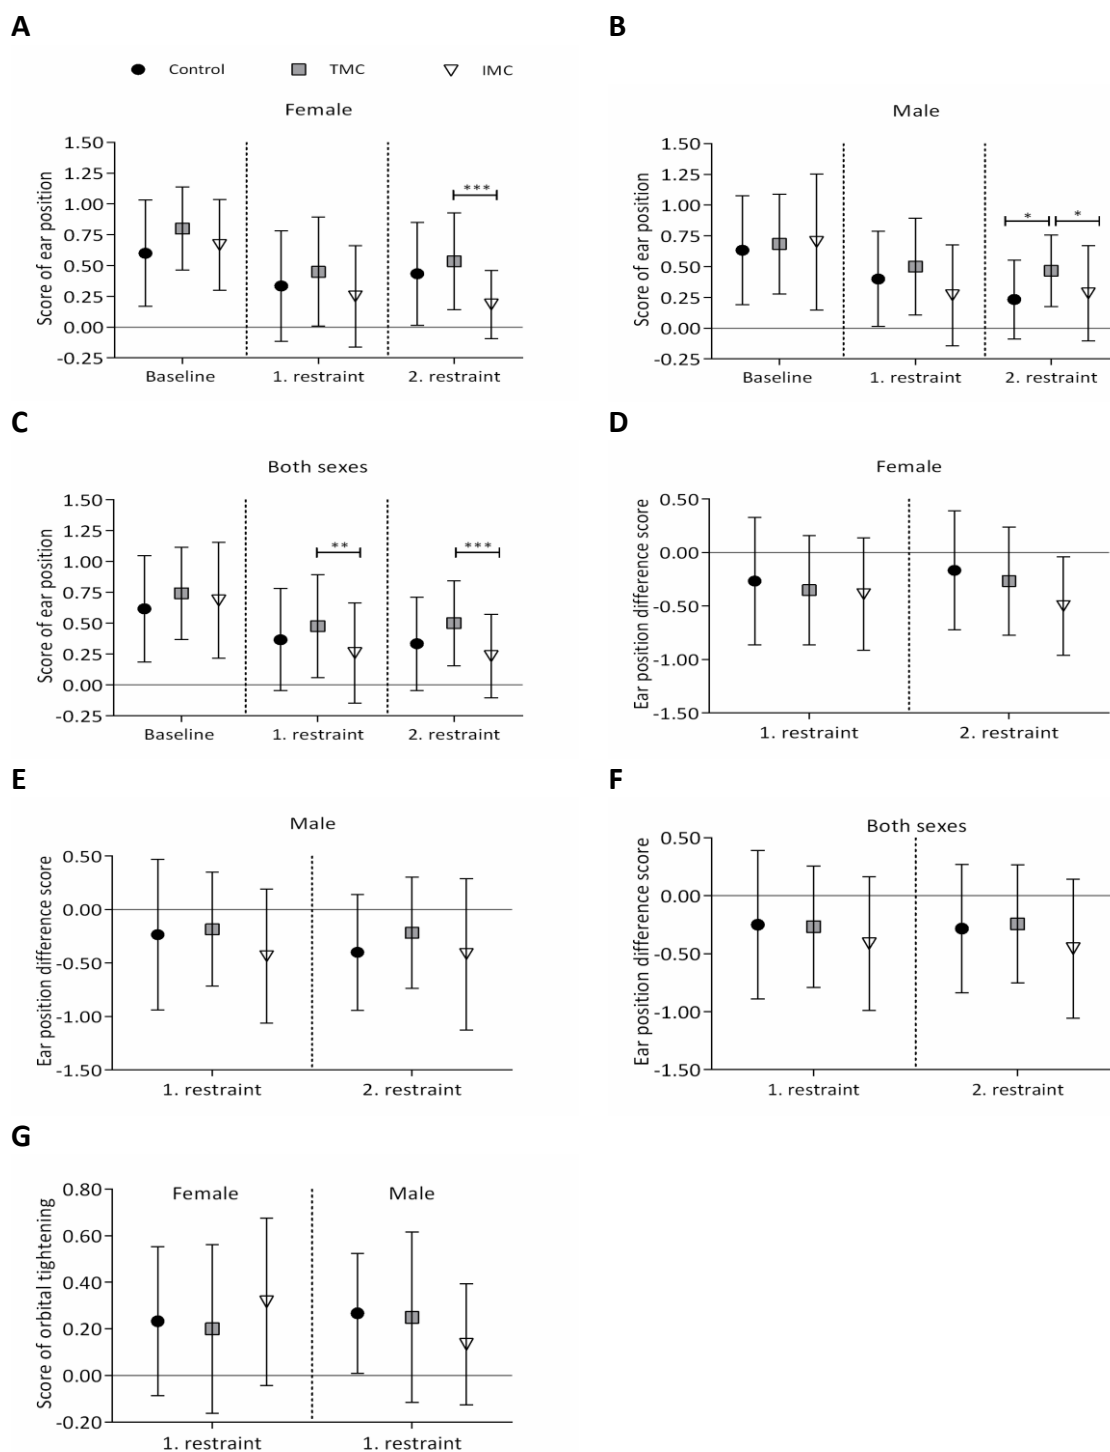 A
B
Control TMC IMC
Female
Male
Score of ear position
1.50
1.25
1.00
0.75
0.50
0.25
0.00
-0.25
***
Baseline 1. restraint 2. restraint
Score of ear position
1.50
1.25
1.00
0.75
0.50
0.25
0.00
-0.25
* *
Baseline 1. restraint 2. restraint
C
D
Both sexes
Female
Score of ear position
1.50
1.25
1.00
0.75
0.50
0.25
0.00
-0.25
** ***
Baseline 1. restraint 2. restraint
Ear position difference score
0.50
0.00
-0.50
-1.00
-1.50
1. restraint 2. restraint
E
F
Male
Both sexes
Ear position difference score
0.50
0.00
-0.50
-1.00
-1.50
1. restraint 2. restraint
Ear position difference score
0.50
0.00
-0.50
-1.00
-1.50
1. restraint 2. restraint
G
Female Male
Score of orbital tightening
0.80
0.60
0.40
0.20
0.00
-0.20
1. restraint 1. restraint